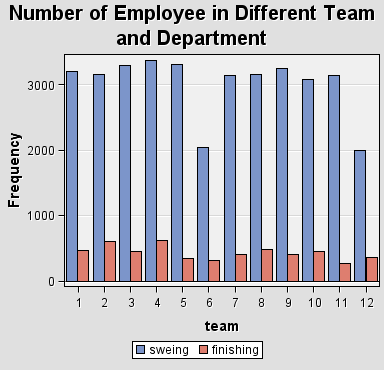 Number of Employee in Different Team
and Department
Frequency
3000
2000
1000
0
1 2 3 4 5 6 7 8 9 10 11 12
team
sweing finishing